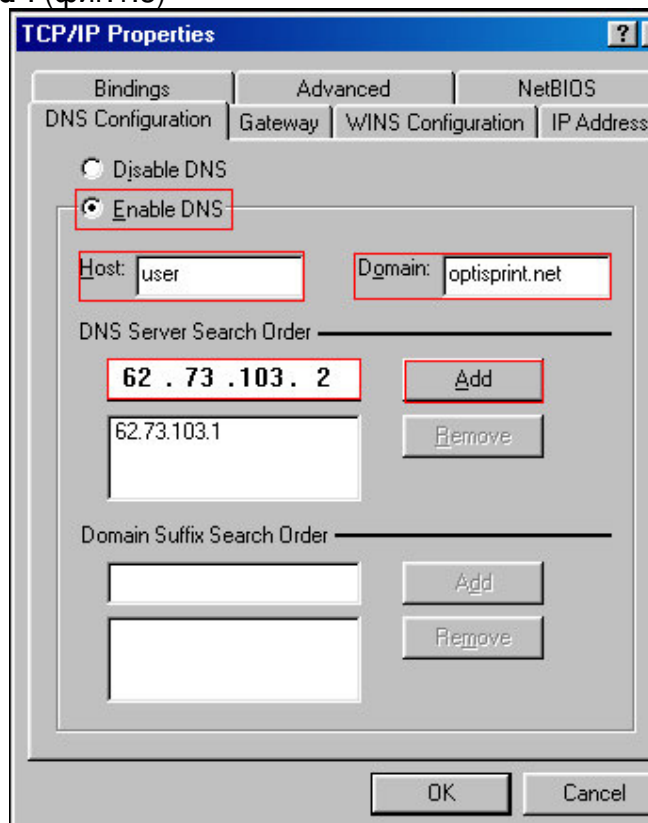 TCP/IP Properties ?
Bindings Advanced NetBIOS
DNS Configuration Gateway WINS Configuration IP Address
Disable DNS
Enable DNS
Host: user Domain: optisprint.net
DNS Server Search Order
62 . 73 .103. 2 Add
62.73.103.1 Remove
Domain Suffix Search Order
Add
Remove
OK Cancel